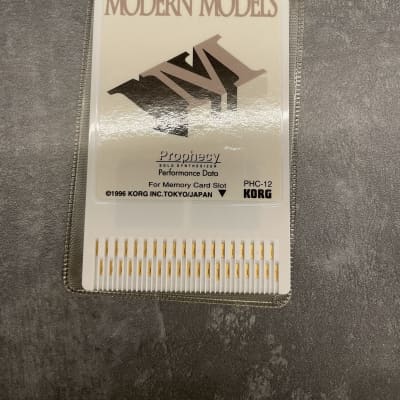 MODERN MODELS
MM
Prophecy
SOLO SYNTHESIZER
Performance Data
For Memory Card Slot PHC-12
©1996 KORG INC.TOKYO/JAPAN ▼ KORG